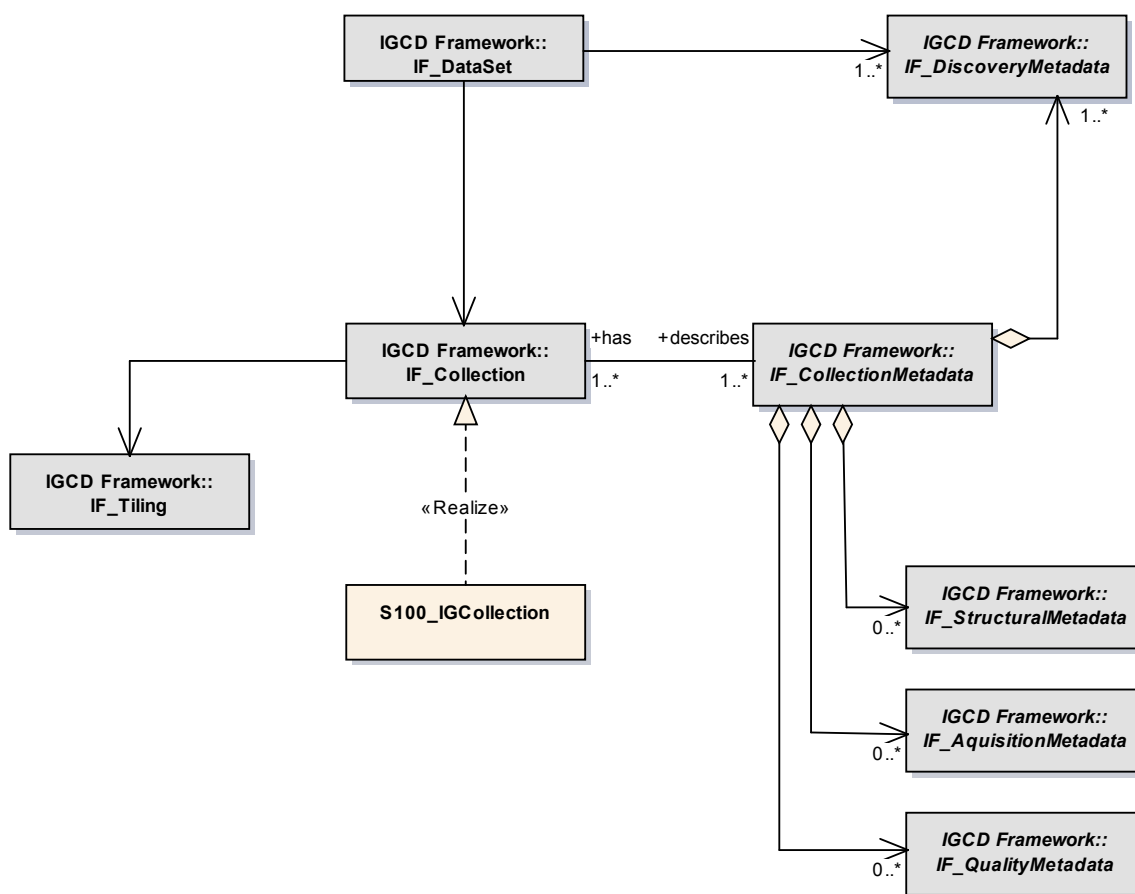 IGCD Framework::
IF_DataSet
IGCD Framework::
IF_DiscoveryMetadata
1..*
1..*
IGCD Framework::
IF_Collection
+has
+describes
1..*
1..*
IGCD Framework::
IF_CollectionMetadata
IGCD Framework::
IF_Tiling
«Realize»
S100_IGCollection
IGCD Framework::
IF_StructuralMetadata
0..*
IGCD Framework::
IF_AquisitionMetadata
0..*
IGCD Framework::
IF_QualityMetadata
0..*